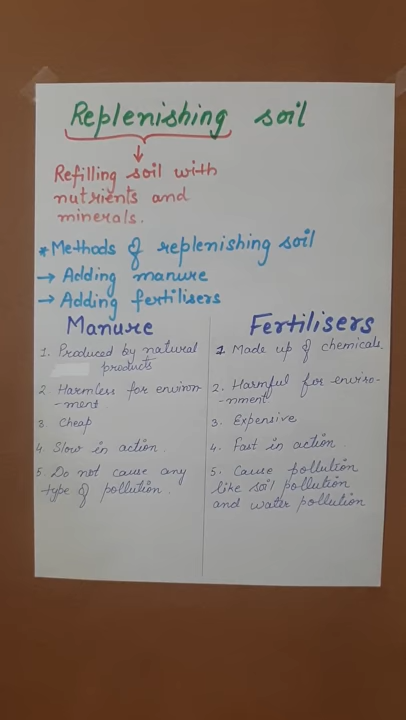 Replenishing soil
Refilling soil with
nutrients and
minerals.
* Methods of replenishing soil
→ Adding manure
→ Adding fertilisers
Manure
1. Produced by natural
products
2. Harmless for environ-
-ment
3 Cheap
4 Slow in action.
5 Do not cause any
type of pollution.
Fertilisers
1. Made up of chemicals.
2. Harmful for enviro-
-nment
3. Expensive
4. Fast in action.
5. Cause pollution
like soil pollution
and water pollution